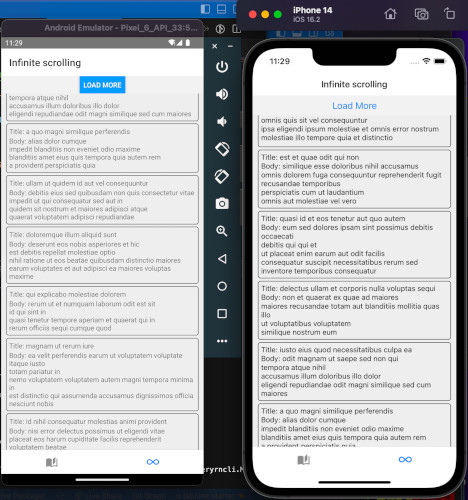 Android Emulator - Pixel_6_API_33:5...
11:29
Infinite scrolling
LOAD MORE
tempora atque nihil
accusamus illum doloribus illo dolor
eligendi repudiandae odit magni similique sed cum maiores
Title: a quo magni similique perferendis
Body: alias dolor cumque
impedit blanditiis non eveniet odio maxime
blanditiis amet eius quis tempora quia autem rem
a provident perspiciatis quia
Title: ullam ut quidem id aut vel consequuntur
Body: debitis eius sed quibusdam non quis consectetur vitae
impedit ut qui consequatur sed aut in
quidem sit nostrum et maiores adipisci atque
quaerat voluptatem adipisci repudiandae
Title: doloremque illum aliquid sunt
Body: deserunt eos nobis asperiores et hic
est debitis repellat molestiae optio
nihil ratione ut eos beatae quibusdam distinctio maiores
earum voluptates et aut adipisci ea maiores voluptas
maxime
Title: qui explicabo molestiae dolorem
Body: rerum ut et numquam laborum odit est sit
id qui sint in
quasi tenetur tempore aperiam et quaerat qui in
rerum officiis sequi cumque quod
Title: magnam ut rerum iure
Body: ea velit perferendis earum ut voluptatem voluptate
itaque iusto
totam pariatur in
nemo voluptatem voluptatem autem magni tempora minima
in
est distinctio qui assumenda accusamus dignissimos officia
nesciunt nobis
Title: id nihil consequatur molestias animi provident
Body: nisi error delectus possimus ut eligendi vitae
placeat eos harum cupiditate facilis reprehenderit
voluptatem beatae
iPhone 14
iOS 16.2
11:29
Infinite scrolling
Load More
omnis quis sit vel consequuntur
ipsa eligendi ipsum molestiae et omnis error nostrum
molestiae illo tempore quia et distinctio
Title: est et quae odit qui non
Body: similique esse doloribus nihil accusamus
omnis dolorem fuga consequuntur reprehenderit fugit
recusandae temporibus
perspiciatis cum ut laudantium
omnis aut molestiae vel vero
Title: quasi id et eos tenetur aut quo autem
Body: eum sed dolores ipsam sint possimus debitis
occaecati
debitis qui qui et
ut placeat enim earum aut odit facilis
consequatur suscipit necessitatibus rerum sed
inventore temporibus consequatur
Title: delectus ullam et corporis nulla voluptas sequi
Body: non et quaerat ex quae ad maiores
maiores recusandae totam aut blanditiis mollitia quas
illo
ut voluptatibus voluptatem
similique nostrum eum
Title: iusto eius quod necessitatibus culpa ea
Body: odit magnam ut saepe sed non qui
tempora atque nihil
accusamus illum doloribus illo dolor
eligendi repudiandae odit magni similique sed cum
maiores
Title: a quo magni similique perferendis
Body: alias dolor cumque
impedit blanditiis non eveniet odio maxime
blanditiis amet eius quis tempora quia autem rem
a provident perspiciatis quia
eryrncli.